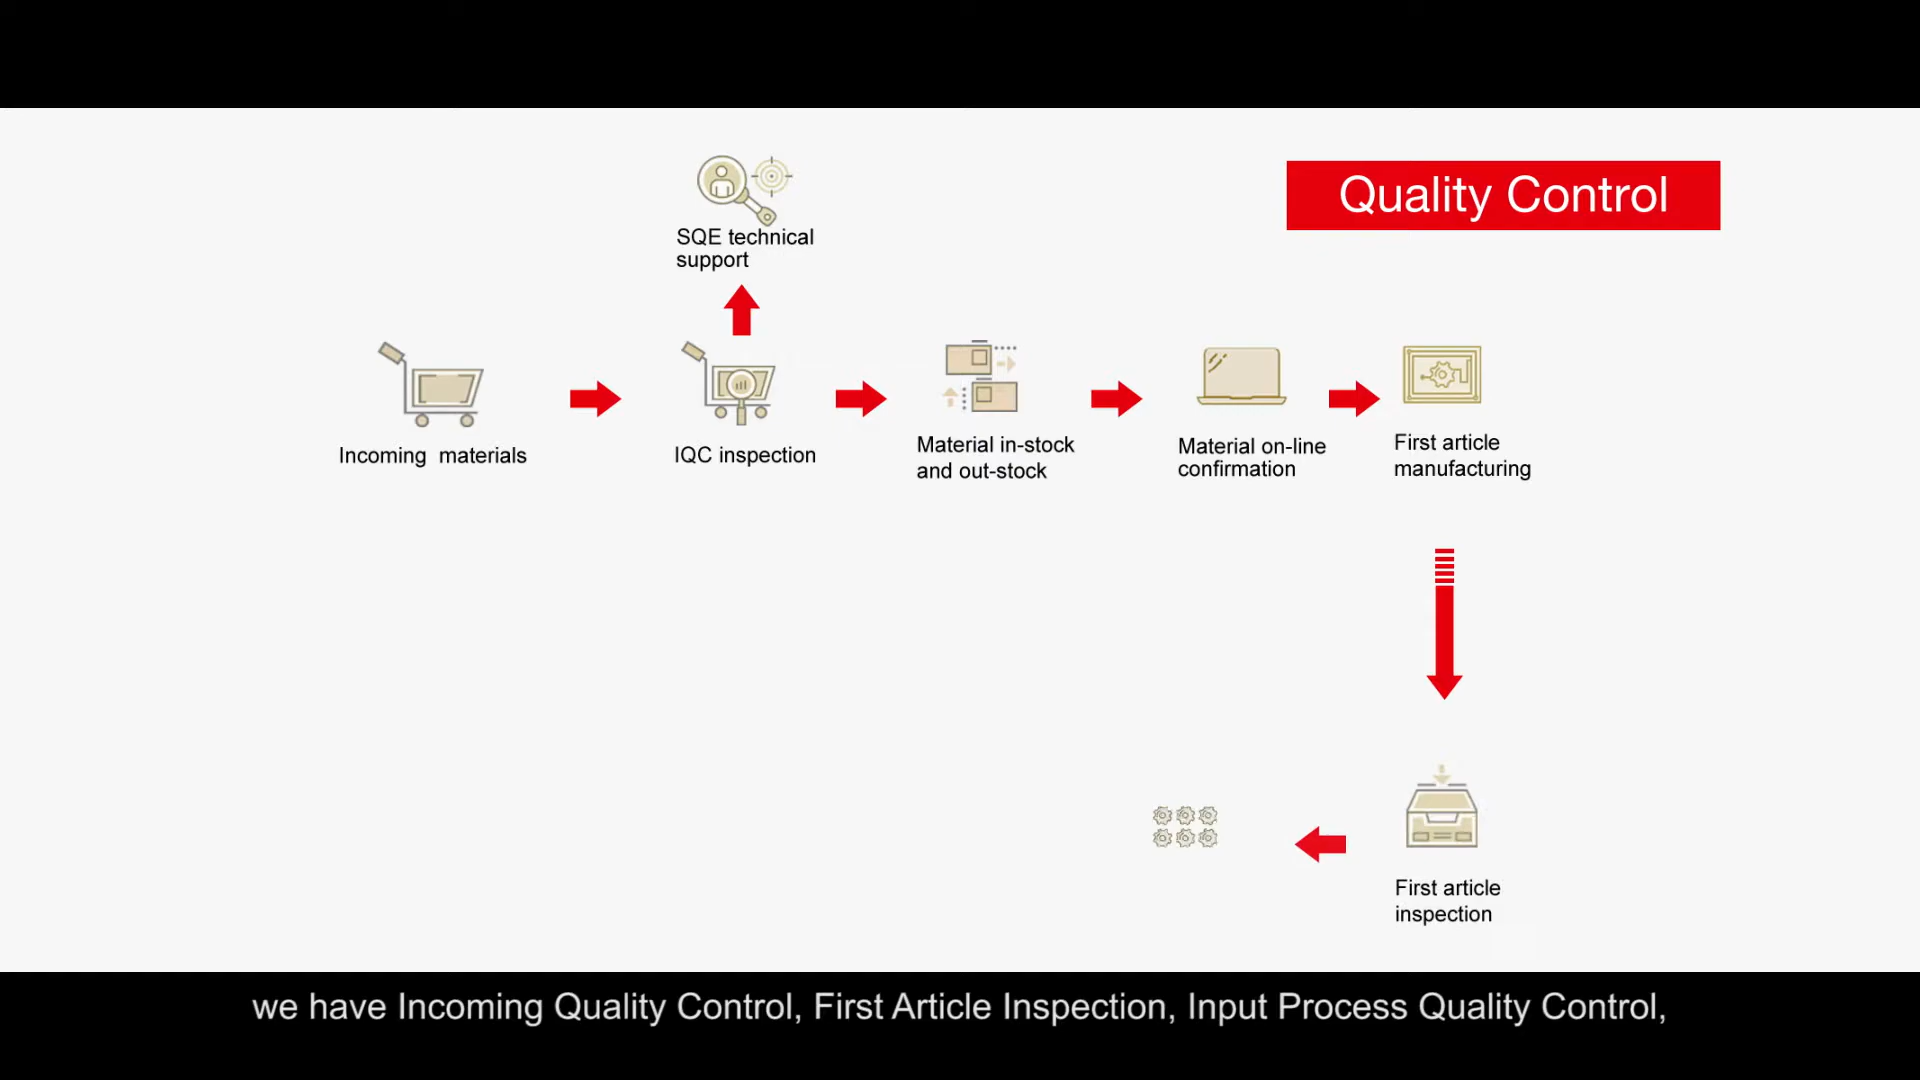 Quality Control
SQE technical
support
Incoming materials
IQC inspection
Material in-stock
and out-stock
Material on-line
confirmation
First article
manufacturing
First article
inspection
we have Incoming Quality Control, First Article Inspection, Input Process Quality Control,